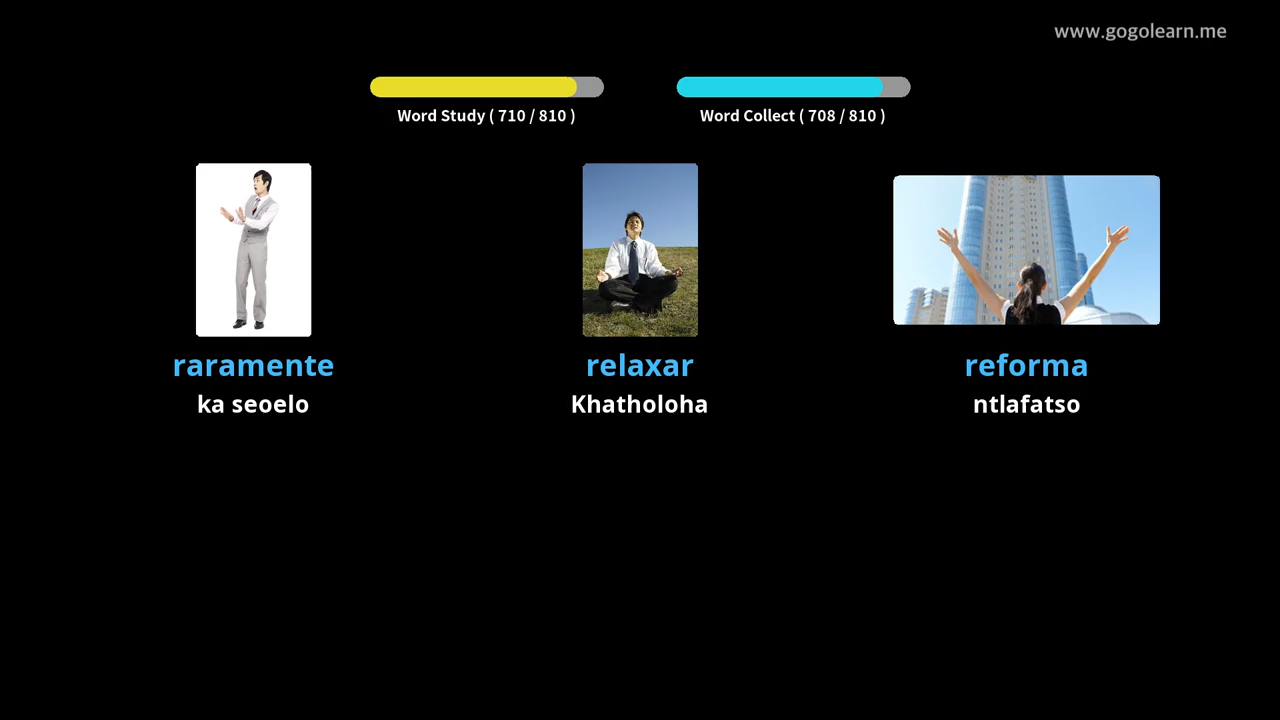 www.gogolearn.me
Word Study ( 710 / 810 )
Word Collect ( 708 / 810 )
raramente
ka seoelo
relaxar
Khatholoha
reforma
ntlafatso